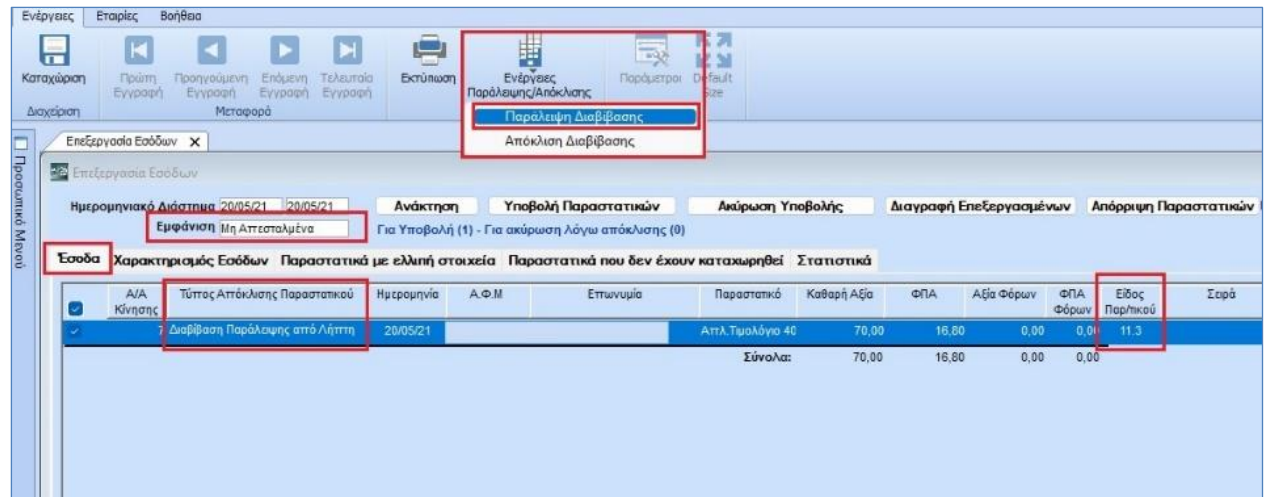 Ενέργειες Εταιρίες Βοήθεια
Καταχώριση Πρώτη Εγγραφή Προηγούμενη Εγγραφή Επόμενη Εγγραφή Τελευταία Εγγραφή Εκτύπωση Ενέργειες Παράλειψης/Απόκλισης Παράμετροι Default Size
Διαχείριση Μεταφορά
Παράλειψη Διαβίβασης
Απόκλιση Διαβίβασης
Προσωπικό Μενού
Επεξεργασία Εσόδων X
Επεξεργασία Εσόδων
Ημερομηνιακό Διάστημα 20/05/21 20/05/21 Ανάκτηση Υποβολή Παραστατικών Ακύρωση Υποβολής Διαγραφή Επεξεργασμένων Απόρριψη Παραστατικών
Εμφάνιση Μη Απεσταλμένα Για Υποβολή (1) - Για ακύρωση λόγω απόκλισης (0)
Έσοδα Χαρακτηρισμός Εσόδων Παραστατικά με ελλιπή στοιχεία Παραστατικά που δεν έχουν καταχωρηθεί Στατιστικά
Α/Α Κίνησης Τύπος Απόκλισης Παραστατικού Ημερομηνία Α.Φ.Μ Επωνυμία Παραστατικό Καθαρή Αξία ΦΠΑ Αξία Φόρων ΦΠΑ Φόρων Είδος Παρ/τικού Σειρά
7 Διαβίβαση Παράλειψης από Λήπτη 20/05/21 Απλ.Τιμολόγιο 40 70,00 16,80 0,00 0,00 11.3
Σύνολα: 70,00 16,80 0,00 0,00